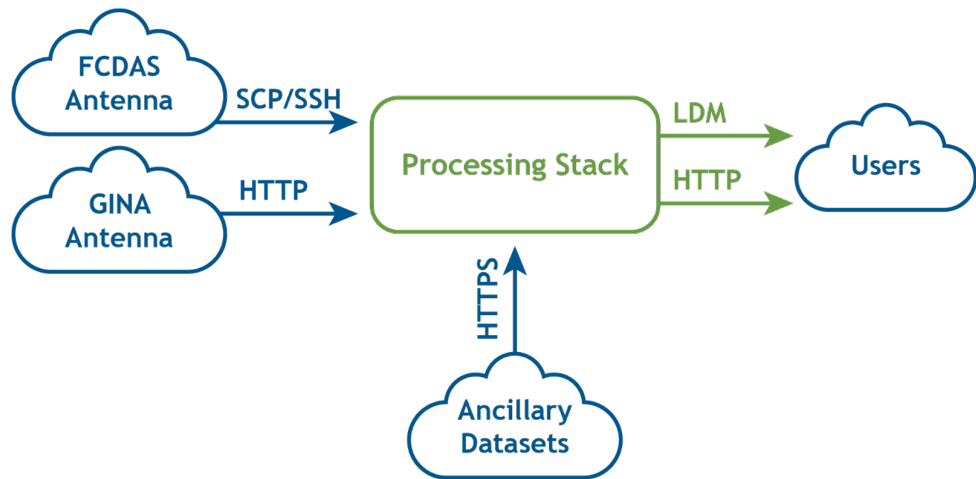 FCDAS
Antenna
SCP/SSH
GINA
Antenna
HTTP
Processing Stack
LDM
HTTP
Users
HTTPS
Ancillary
Datasets